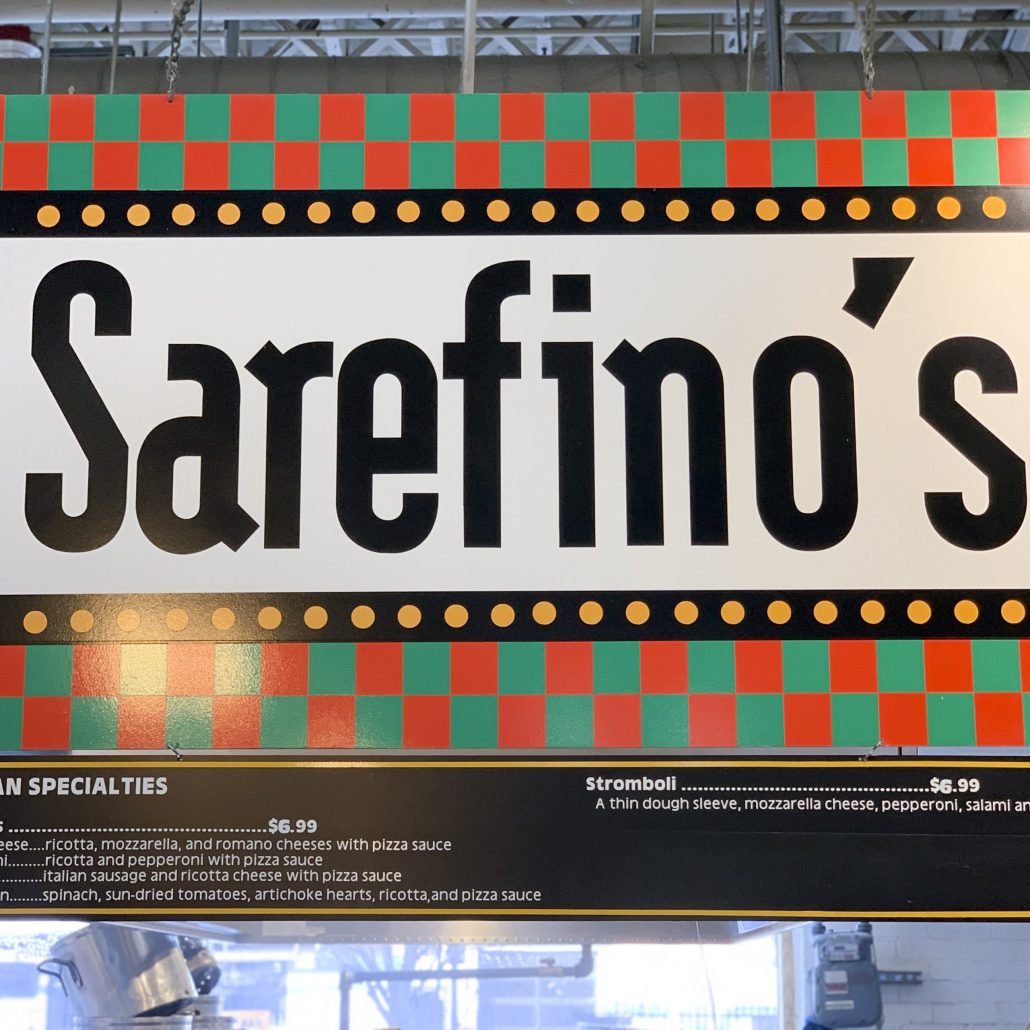 Sarefino's
AN SPECIALTIES
s ........................................$6.99
eese....ricotta, mozzarella, and romano cheeses with pizza sauce
ni.........ricotta and pepperoni with pizza sauce
.........italian sausage and ricotta cheese with pizza sauce
n........spinach, sun-dried tomatoes, artichoke hearts, ricotta,and pizza sauce
Stromboli ........................................$6.99
A thin dough sleeve, mozzarella cheese, pepperoni, salami an